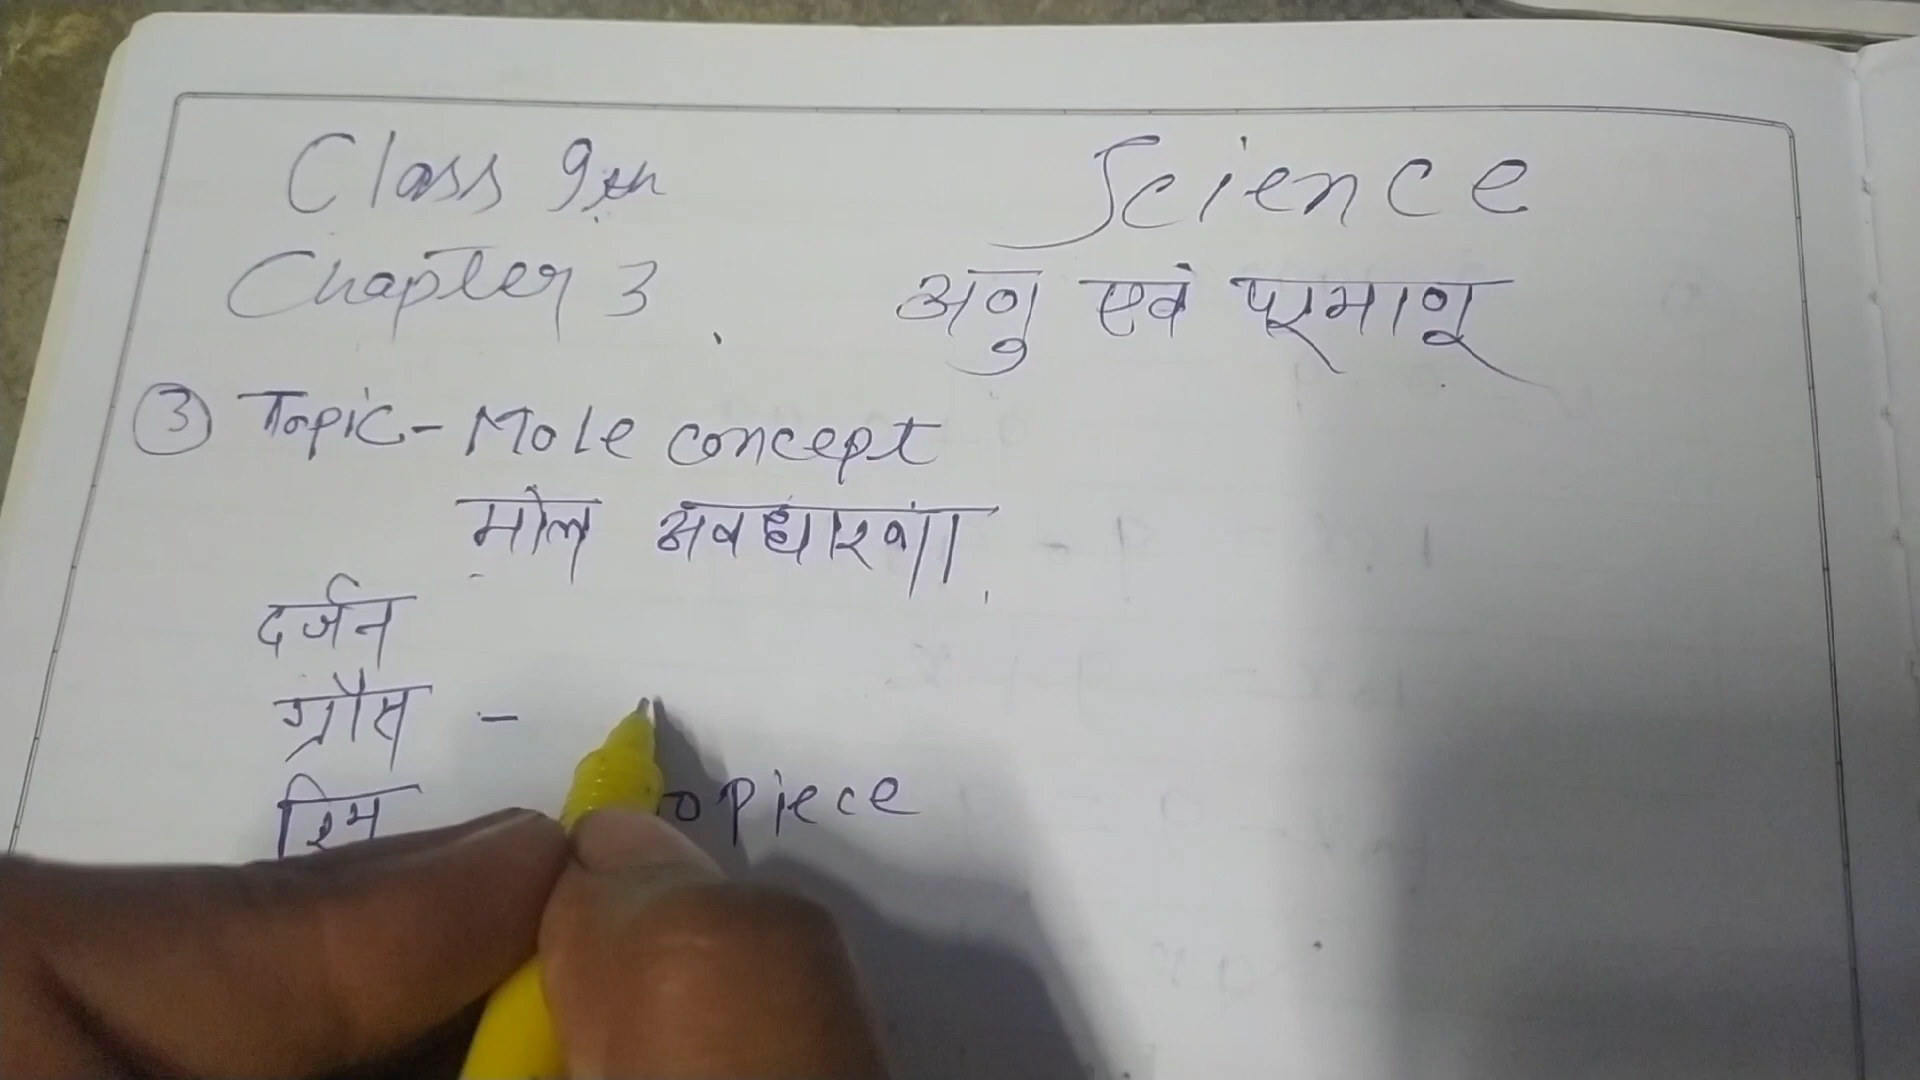 Class 9th
Science
Chapter 3
अणु एवं परमाणू
3 Topic - Mole concept
मोल अवधारणा
दर्जन
ग्रौस -
रिम piece